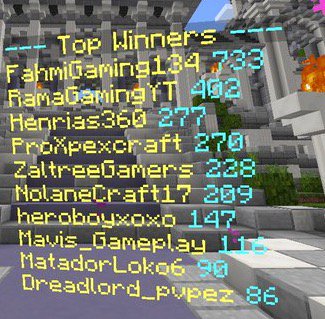 --- Top Winners ---
FahmiGaming134 733
RamaGamingYT 402
Henrias360 277
ProXpexcraft 270
ZaltreeGamers 228
NolaneCraft17 209
heroboyxoxo 147
Mavis_Gameplay 116
MatadorLoko6 90
Dreadlord_pvpez 86